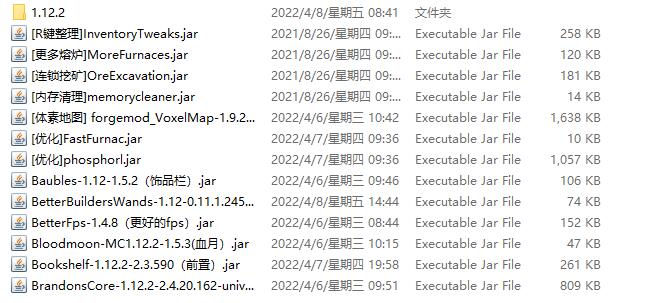 1.12.2 2022/4/8/星期五 08:41 文件夹
[R键整理]InventoryTweaks.jar 2021/8/26/星期四 09:... Executable Jar File 258 KB
[更多熔炉]MoreFurnaces.jar 2021/8/26/星期四 09:... Executable Jar File 120 KB
[连锁挖矿]OreExcavation.jar 2021/8/26/星期四 09:... Executable Jar File 181 KB
[内存清理]memorycleaner.jar 2021/8/26/星期四 09:... Executable Jar File 14 KB
[体素地图] forgemod_VoxelMap-1.9.2... 2022/4/6/星期三 10:42 Executable Jar File 1,638 KB
[优化]FastFurnac.jar 2022/4/7/星期四 09:36 Executable Jar File 10 KB
[优化]phosphorl.jar 2022/4/7/星期四 09:36 Executable Jar File 1,057 KB
Baubles-1.12-1.5.2（饰品栏）.jar 2022/4/6/星期三 09:46 Executable Jar File 106 KB
BetterBuildersWands-1.12-0.11.1.245... 2022/4/8/星期五 14:44 Executable Jar File 74 KB
BetterFps-1.4.8（更好的fps）.jar 2022/4/6/星期三 08:44 Executable Jar File 152 KB
Bloodmoon-MC1.12.2-1.5.3(血月）.jar 2022/4/6/星期三 10:15 Executable Jar File 47 KB
Bookshelf-1.12.2-2.3.590（前置）.jar 2022/4/7/星期四 19:58 Executable Jar File 261 KB
BrandonsCore-1.12.2-2.4.20.162-univ... 2022/4/6/星期三 09:51 Executable Jar File 809 KB